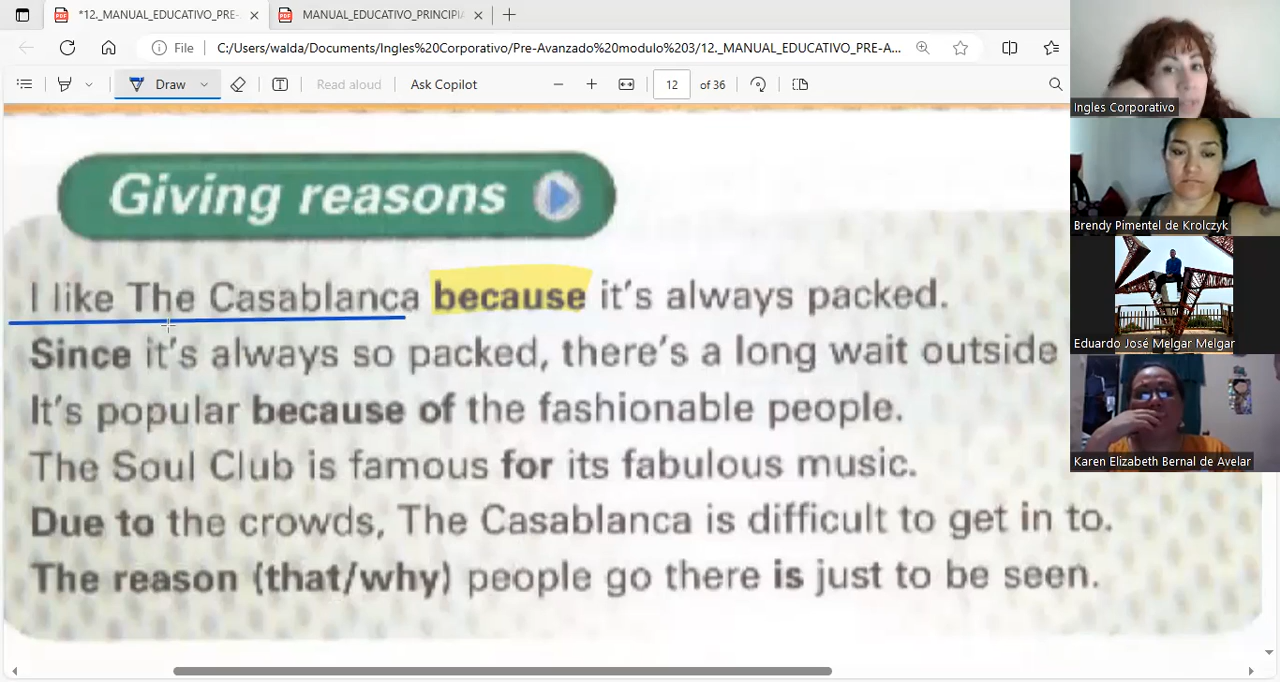 *12._MANUAL_EDUCATIVO_PRE-
MANUAL_EDUCATIVO_PRINCIPIA
File
C:/Users/walda/Documents/Ingles%20Corporativo/Pre-Avanzado%20modulo%203/12._MANUAL_EDUCATIVO_PRE-A...
Draw
Read aloud
Ask Copilot
12 of 36
Giving reasons
I like The Casablanca because it's always packed.
Since it's always so packed, there's a long wait outside
It's popular because of the fashionable people.
The Soul Club is famous for its fabulous music.
Due to the crowds, The Casablanca is difficult to get in to.
The reason (that/why) people go there is just to be seen.
Ingles Corporativo
Brendy Pimentel de Krolczyk
Eduardo José Melgar Melgar
Karen Elizabeth Bernal de Avelar